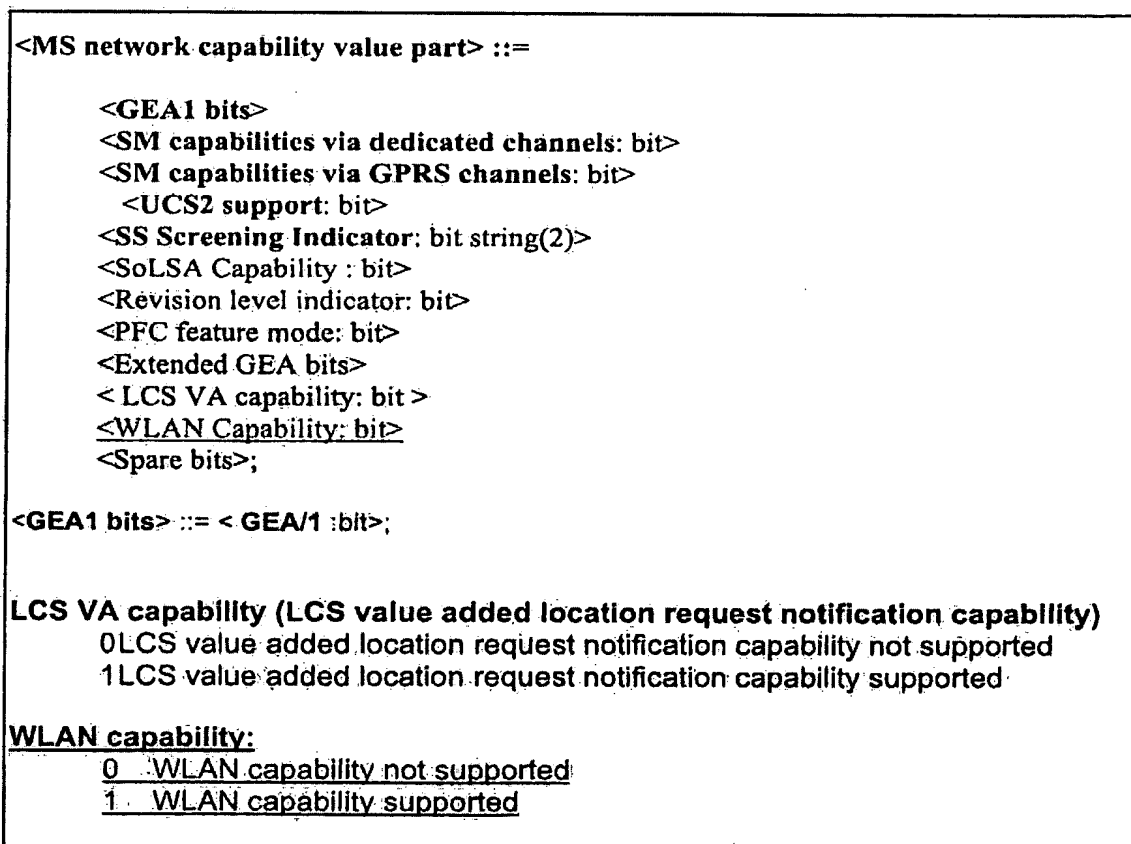 <MS network capability value part> ::=
<GEA1 bits>
<SM capabilities via dedicated channels: bit>
<SM capabilities via GPRS channels: bit>
<UCS2 support: bit>
<SS Screening Indicator: bit string(2)>
<SoLSA Capability : bit>
<Revision level indicator: bit>
<PFC feature mode: bit>
<Extended GEA bits>
< LCS VA capability: bit >
<WLAN Capability: bit>
<Spare bits>;
<GEA1 bits> ::= < GEA/1 :bit>;
LCS VA capability (LCS value added location request notification capability)
0LCS value added location request notification capability not supported
1LCS value added location request notification capability supported
WLAN capability:
0 WLAN capability not supported
1 WLAN capability supported